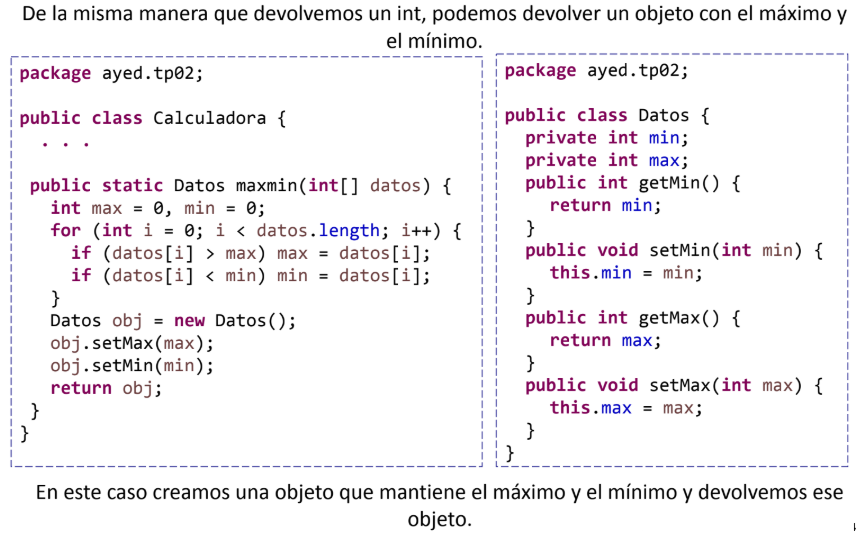 De la misma manera que devolvemos un int, podemos devolver un objeto con el máximo y
el mínimo.
package ayed.tp02;
public class Calculadora {
. . .
public static Datos maxmin(int[] datos) {
int max = 0, min = 0;
for (int i = 0; i < datos.length; i++) {
if (datos[i] > max) max = datos[i];
if (datos[i] < min) min = datos[i];
}
Datos obj = new Datos();
obj.setMax(max);
obj.setMin(min);
return obj;
}
}
package ayed.tp02;
public class Datos {
private int min;
private int max;
public int getMin() {
return min;
}
public void setMin(int min) {
this.min = min;
}
public int getMax() {
return max;
}
public void setMax(int max) {
this.max = max;
}
}
En este caso creamos una objeto que mantiene el máximo y el mínimo y devolvemos ese
objeto.